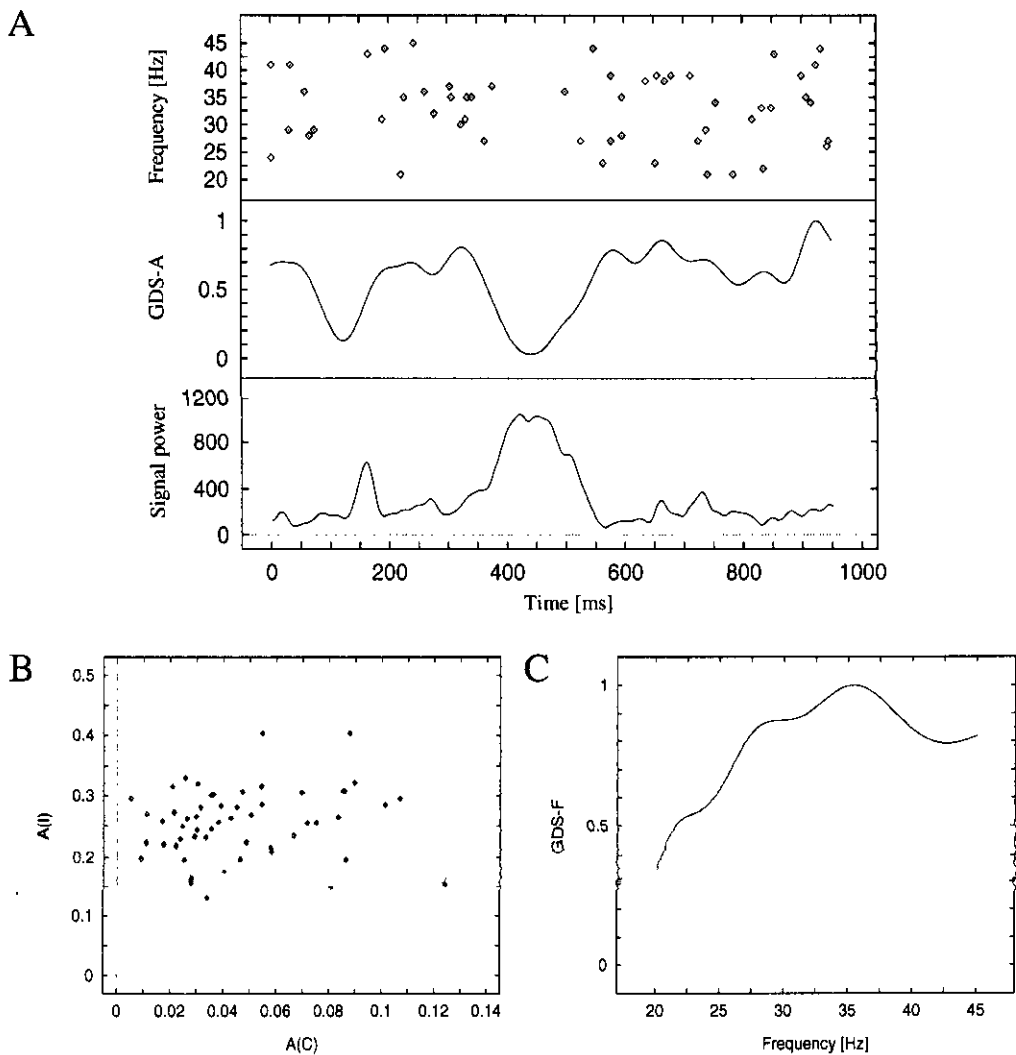 A
Frequency [Hz]
45
40
35
30
25
20
GDS-A
1
0.5
0
Signal power
1200
800
400
0
0 200 400 600 800 1000
Time [ms]
B
A(I)
0.5
0.4
0.3
0.2
0.1
0
0 0.02 0.04 0.06 0.08 0.1 0.12 0.14
A(C)
C
GDS-F
1
0.5
0
20 25 30 35 40 45
Frequency [Hz]